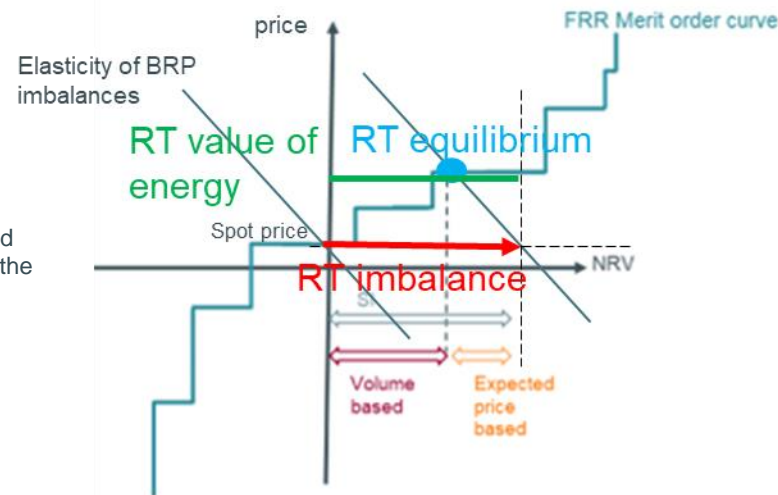 price
FRR Merit order curve
Elasticity of BRP
imbalances
RT value of
energy
RT equilibrium
Spot price
d
the
NRV
RT imbalance
SI
Volume
based
Expected
price
based